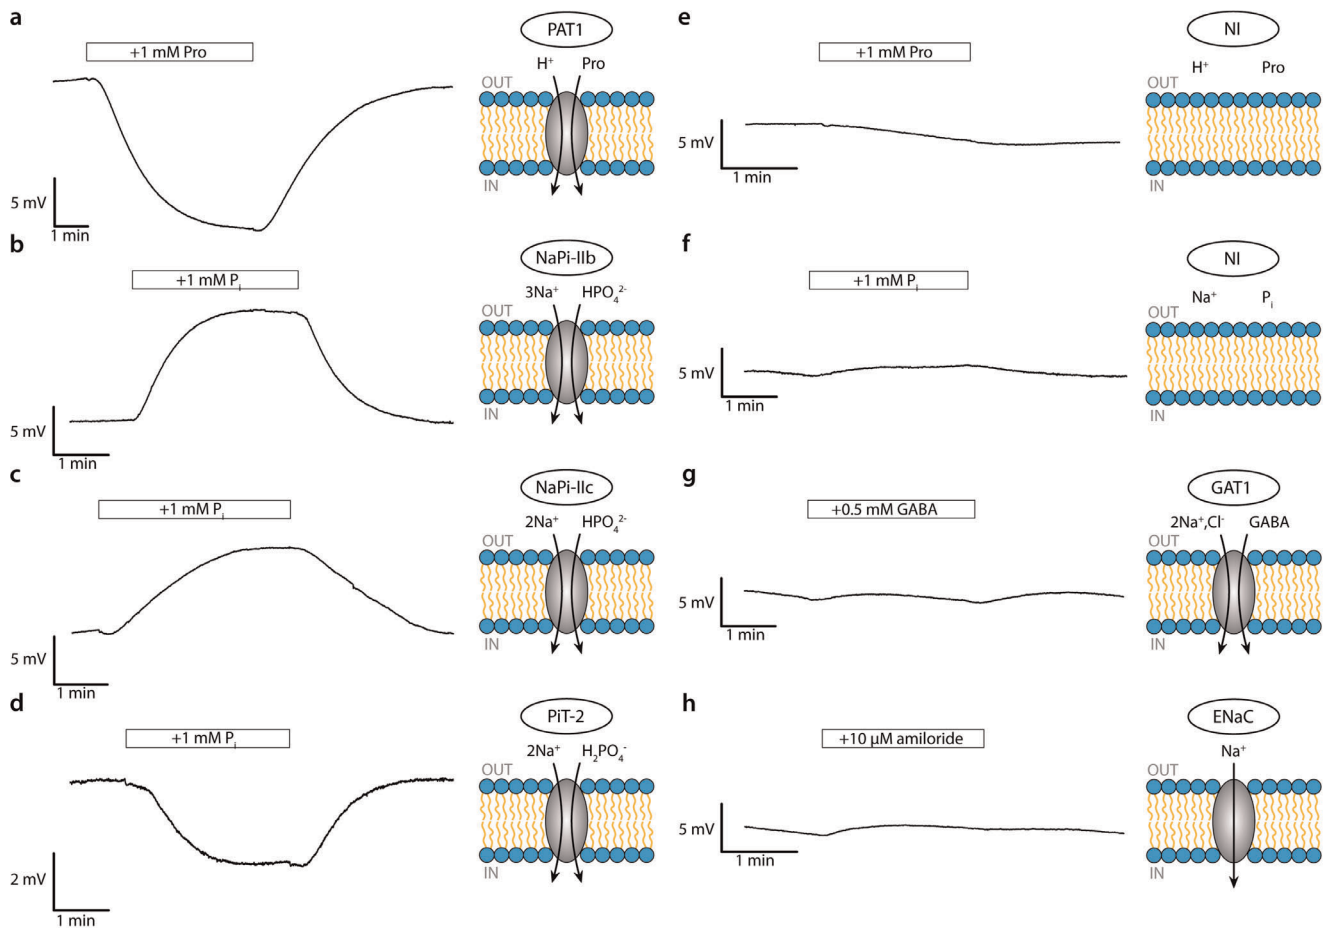 a
+1 mM Pro
5 mV
1 min
PAT1
H⁺ Pro
OUT
IN
b
+1 mM Pᵢ
5 mV
1 min
NaPi-IIb
3Na⁺ HPO₄²⁻
OUT
IN
c
+1 mM Pᵢ
5 mV
1 min
NaPi-IIc
2Na⁺ HPO₄²⁻
OUT
IN
d
+1 mM Pᵢ
2 mV
1 min
PiT-2
2Na⁺ H₂PO₄⁻
OUT
IN
e
+1 mM Pro
5 mV
1 min
NI
H⁺ Pro
OUT
IN
f
+1 mM Pᵢ
5 mV
1 min
NI
Na⁺ Pᵢ
OUT
IN
g
+0.5 mM GABA
5 mV
1 min
GAT1
2Na⁺,Cl⁻ GABA
OUT
IN
h
+10 µM amiloride
5 mV
1 min
ENaC
Na⁺
OUT
IN